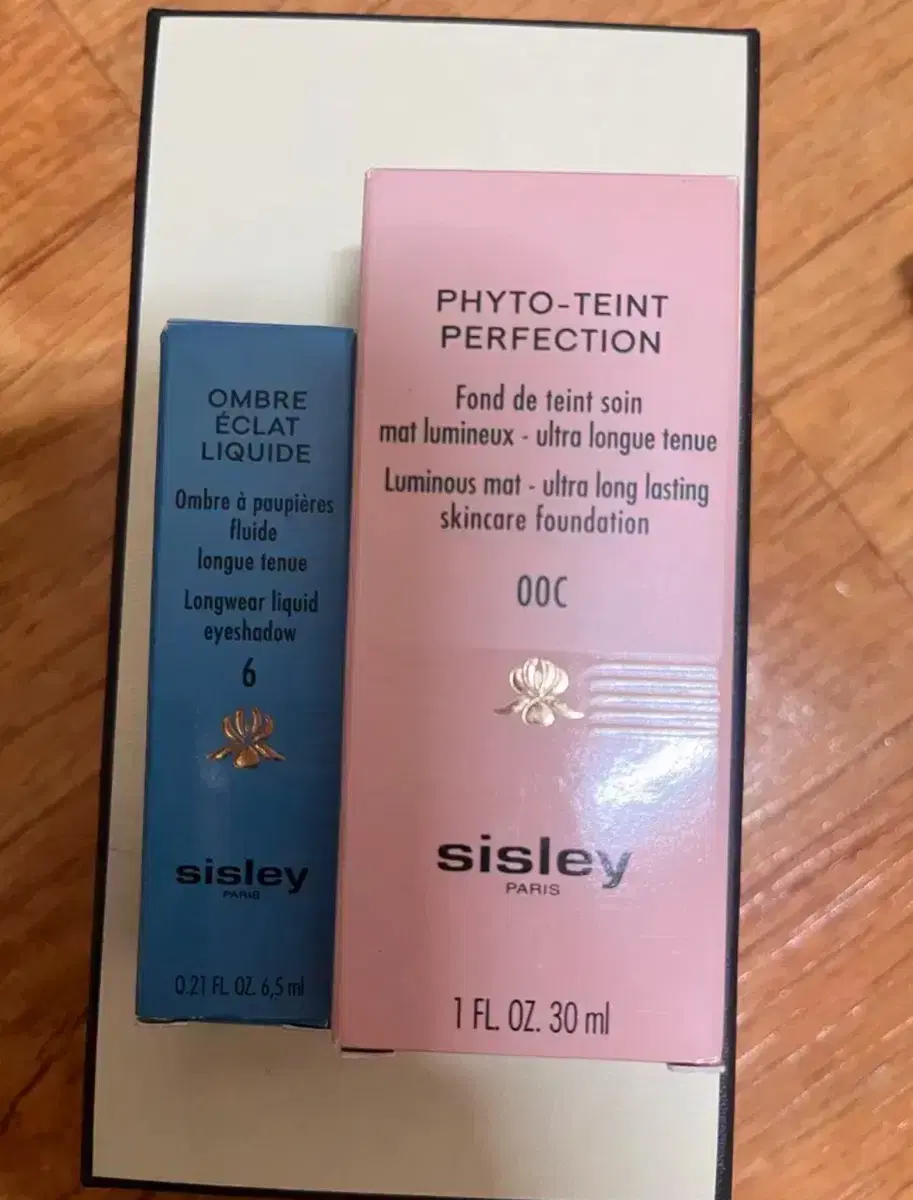 OMBRE
ÉCLAT
LIQUIDE
Ombre à paupières
fluide
longue tenue
Longwear liquid
eyeshadow
6
sisley
PARIS
0.21 FL. OZ. 6,5 ml
PHYTO-TEINT
PERFECTION
Fond de teint soin
mat lumineux - ultra longue tenue
Luminous mat - ultra long lasting
skincare foundation
00C
sisley
PARIS
1 FL. OZ. 30 ml